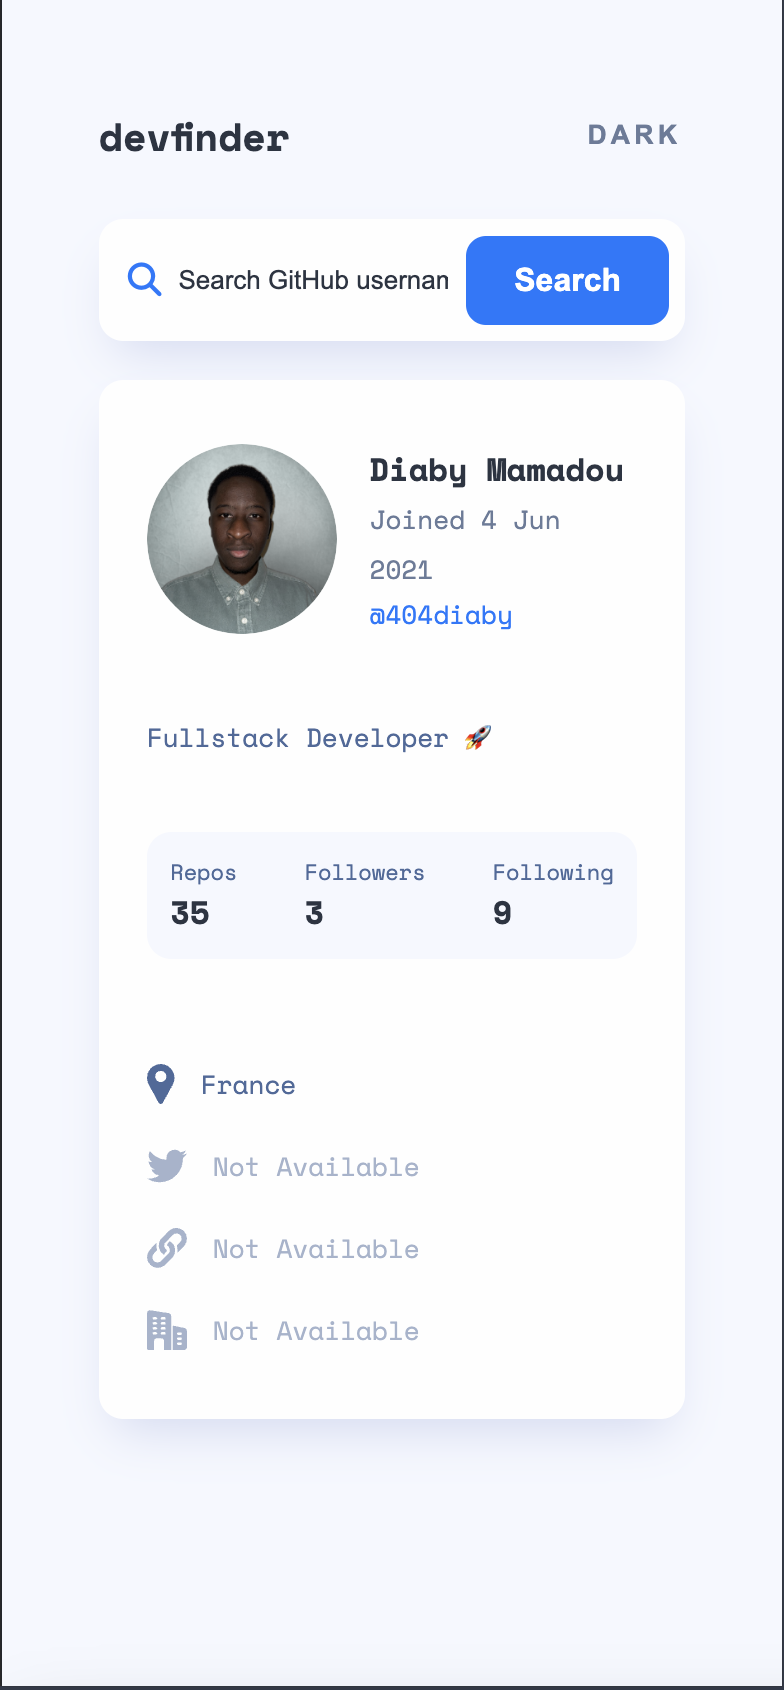 devfinder
DARK
Search GitHub usernan
Search
Diaby Mamadou
Joined 4 Jun
2021
@404diaby
Fullstack Developer 🚀
Repos Followers Following
35 3 9
France
Not Available
Not Available
Not Available